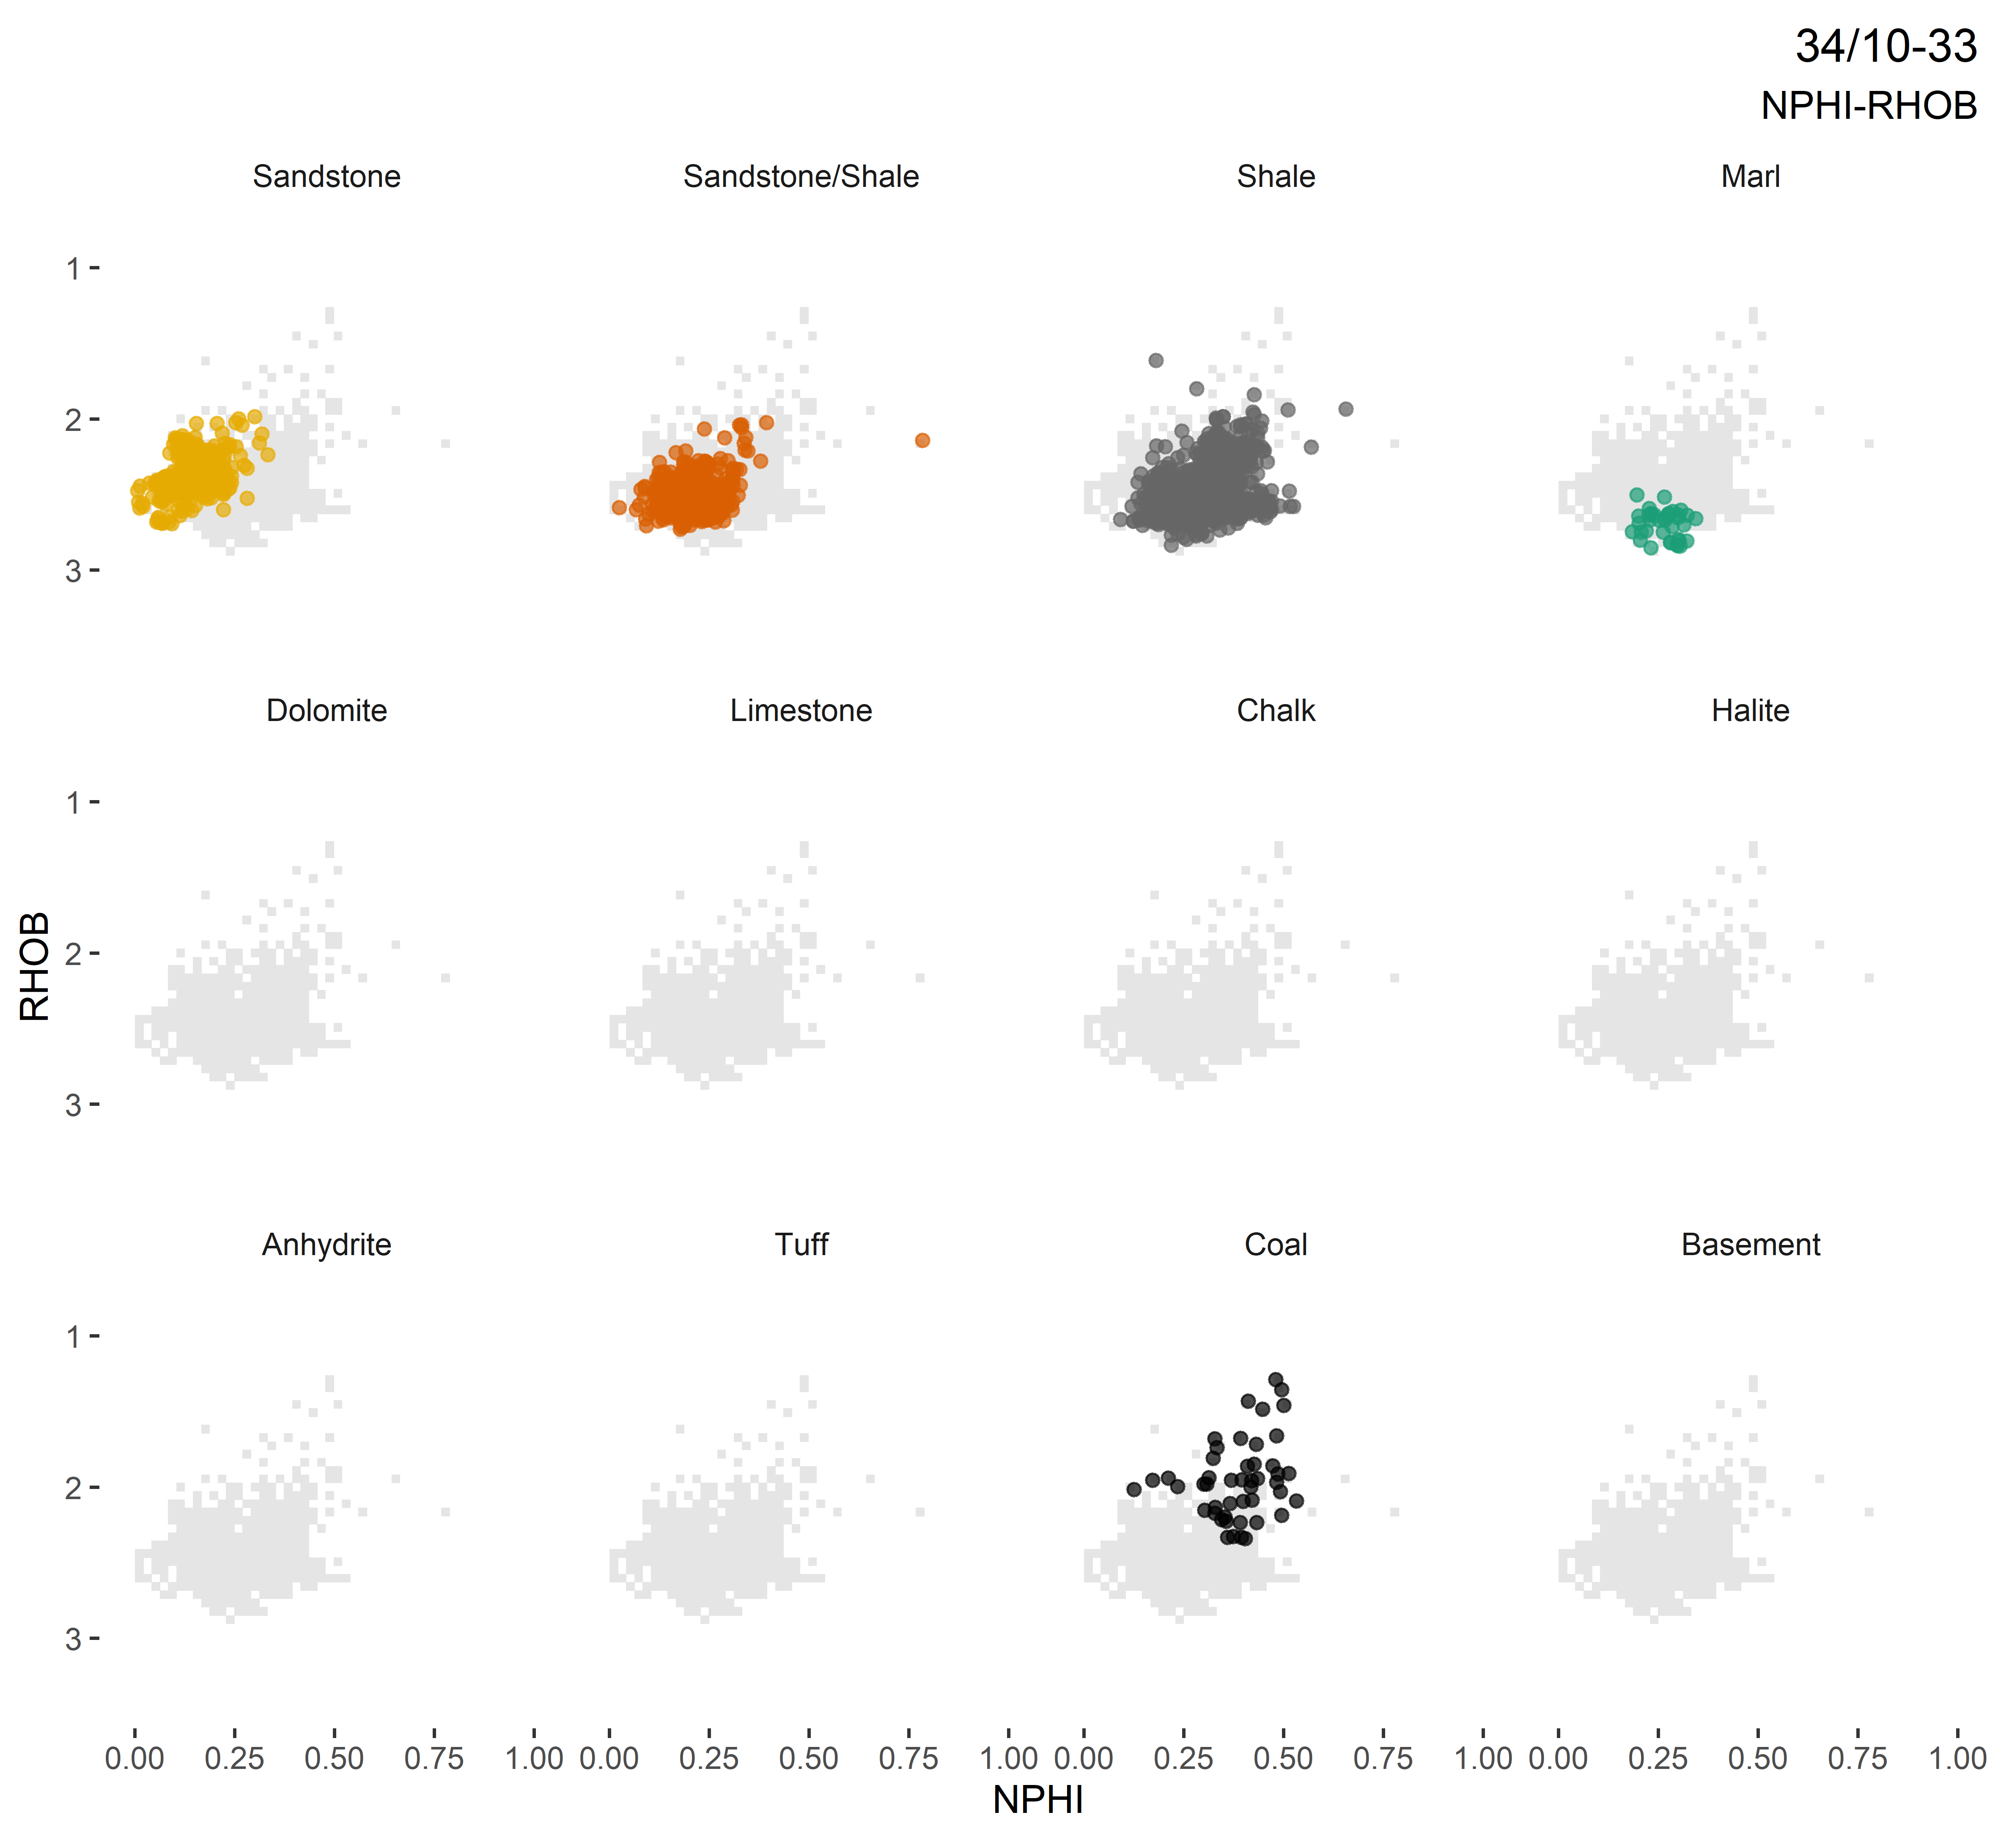 34/10-33
NPHI-RHOB
Sandstone Sandstone/Shale Shale Marl
1
2
3
Dolomite Limestone Chalk Halite
1
2
3
RHOB
Anhydrite Tuff Coal Basement
1
2
3
0.00 0.25 0.50 0.75 1.00 0.00 0.25 0.50 0.75 1.00 0.00 0.25 0.50 0.75 1.00 0.00 0.25 0.50 0.75 1.00
NPHI